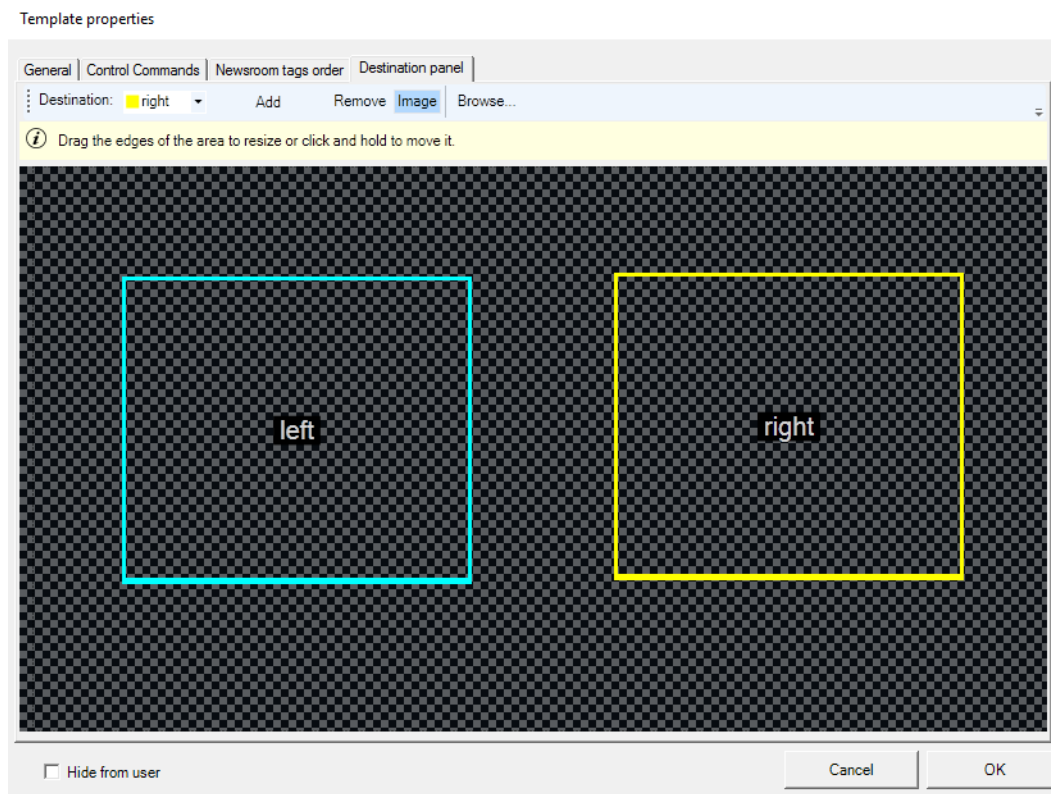 Template properties
General Control Commands Newsroom tags order Destination panel
Destination: right Add Remove Image Browse...
Drag the edges of the area to resize or click and hold to move it.
left right
Hide from user Cancel OK